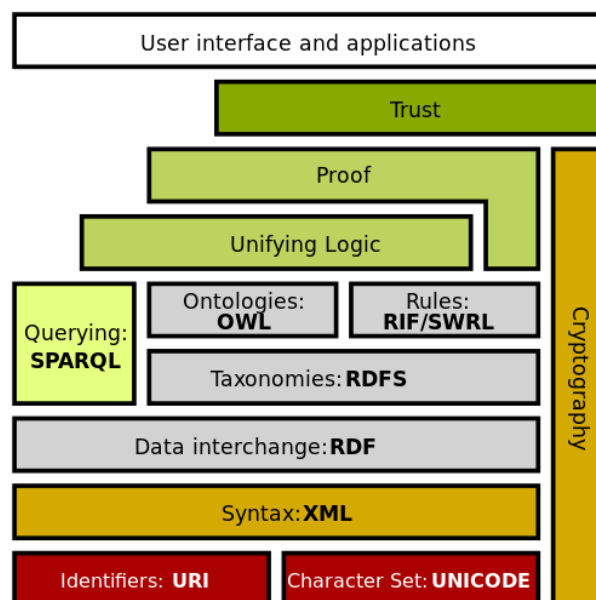 User interface and applications
Trust
Proof
Unifying Logic
Ontologies:
OWL
Rules:
RIF/SWRL
Querying:
SPARQL
Taxonomies: RDFS
Data interchange: RDF
Syntax: XML
Identifiers: URI
Character Set: UNICODE
Cryptography